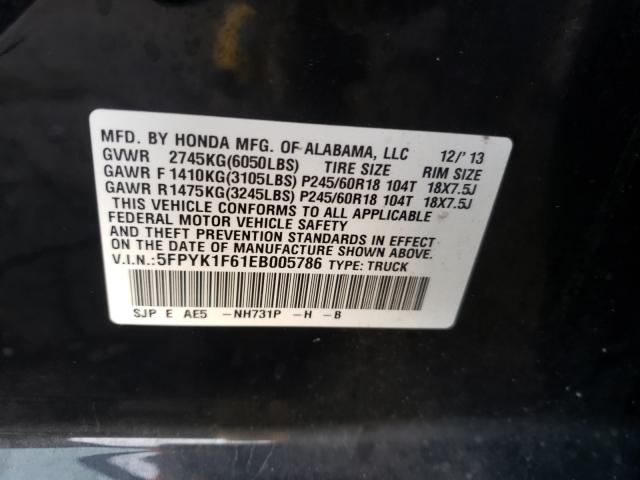 MFD. BY HONDA MFG. OF ALABAMA, LLC 12/'13
GVWR 2745KG(6050LBS) TIRE SIZE RIM SIZE
GAWR F 1410KG(3105LBS) P245/60R18 104T 18X7.5J
GAWR R1475KG(3245LBS) P245/60R18 104T 18X7.5J
THIS VEHICLE CONFORMS TO ALL APPLICABLE
FEDERAL MOTOR VEHICLE SAFETY
AND THEFT PREVENTION STANDARDS IN EFFECT
ON THE DATE OF MANUFACTURE SHOWN ABOVE.
V.I.N.:5FPYK1F61EB005786 TYPE: TRUCK
SJP E AE5 -NH731P -H -B